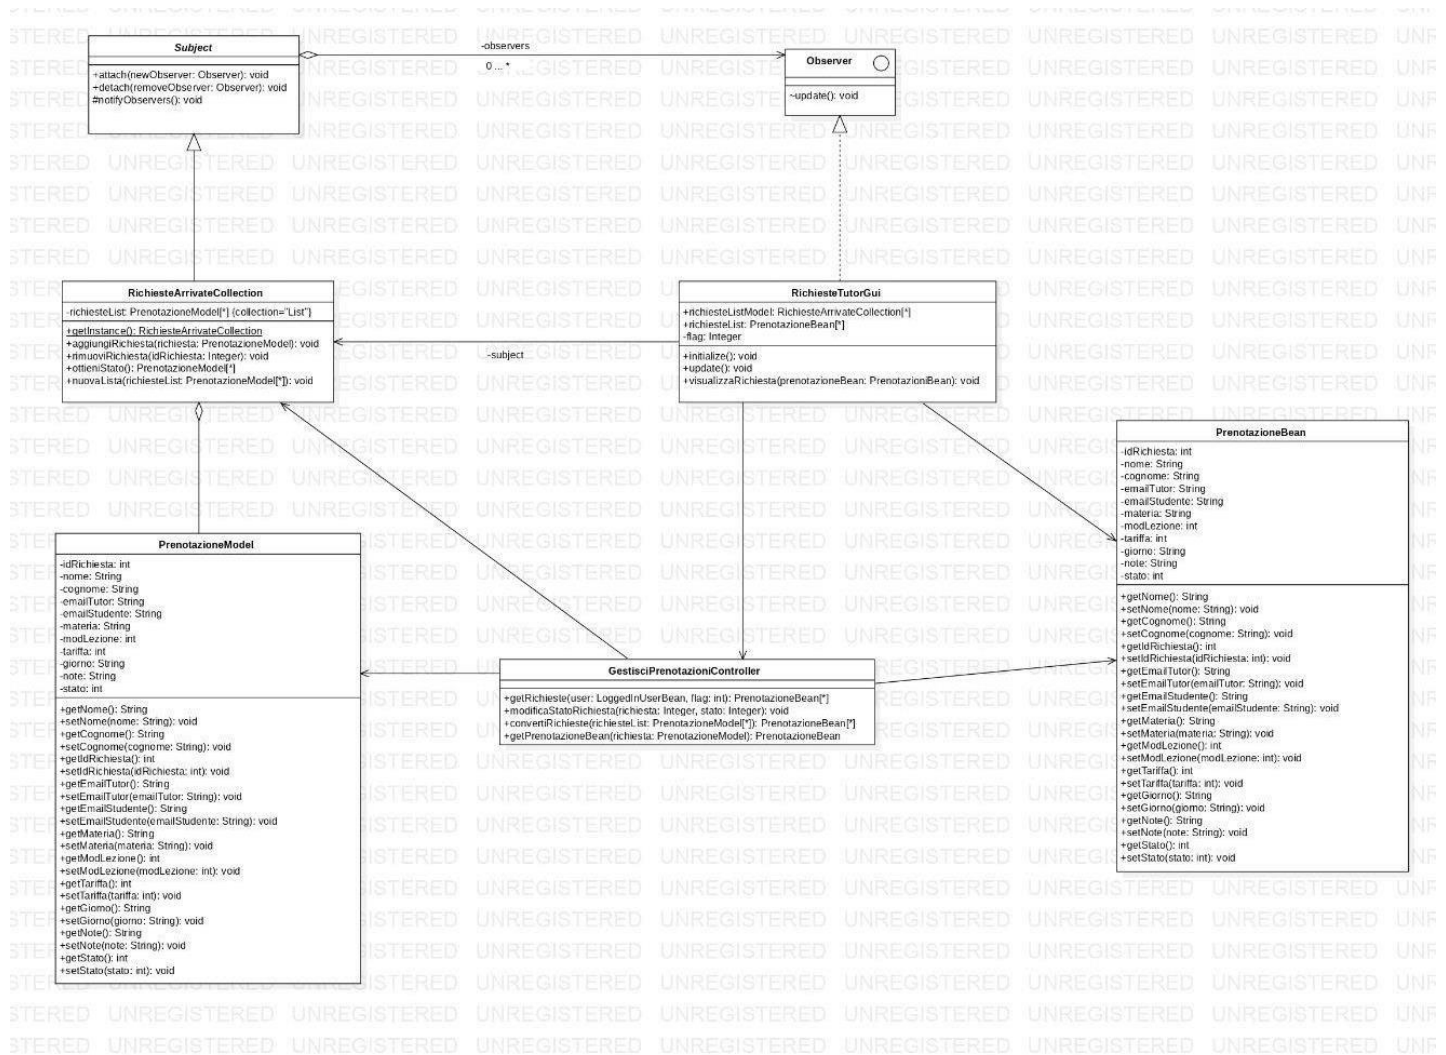 Subject
+attach(newObserver: Observer): void
+detach(removeObserver: Observer): void
#notifyObservers(): void
-observers
0 ... *
Observer
~update(): void
RichiesteArrivateCollection
-richiesteList: PrenotazioneModel[*] {collection="List"}
+getInstance(): RichiesteArrivateCollection
+aggiungiRichiesta(richiesta: PrenotazioneModel): void
+rimuoviRichiesta(idRichiesta: Integer): void
+ottieniStato(): PrenotazioneModel[*]
+nuovaLista(richiesteList: PrenotazioneModel[*]): void
-subject
RichiesteTutorGui
+richiesteListModel: RichiesteArrivateCollection[*]
+richiesteList: PrenotazioneBean[*]
-flag: Integer
+initialize(): void
+update(): void
+visualizzaRichiesta(prenotazioneBean: PrenotazioniBean): void
PrenotazioneBean
-idRichiesta: int
-nome: String
-cognome: String
-emailTutor: String
-emailStudente: String
-materia: String
-modLezione: int
-tariffa: int
-giorno: String
-note: String
-stato: int
+getNome(): String
+setNome(nome: String): void
+getCognome(): String
+setCognome(cognome: String): void
+getIdRichiesta(): int
+setIdRichiesta(idRichiesta: int): void
+getEmailTutor(): String
+setEmailTutor(emailTutor: String): void
+getEmailStudente(): String
+setEmailStudente(emailStudente: String): void
+getMateria(): String
+setMateria(materia: String): void
+getModLezione(): int
+setModLezione(modLezione: int): void
+getTariffa(): int
+setTariffa(tariffa: int): void
+getGiorno(): String
+setGiorno(giorno: String): void
+getNote(): String
+setNote(note: String): void
+getStato(): int
+setStato(stato: int): void
PrenotazioneModel
-idRichiesta: int
-nome: String
-cognome: String
-emailTutor: String
-emailStudente: String
-materia: String
-modLezione: int
-tariffa: int
-giorno: String
-note: String
-stato: int
+getNome(): String
+setNome(nome: String): void
+getCognome(): String
+setCognome(cognome: String): void
+getIdRichiesta(): int
+setIdRichiesta(idRichiesta: int): void
+getEmailTutor(): String
+setEmailTutor(emailTutor: String): void
+getEmailStudente(): String
+setEmailStudente(emailStudente: String): void
+getMateria(): String
+setMateria(materia: String): void
+getModLezione(): int
+setModLezione(modLezione: int): void
+getTariffa(): int
+setTariffa(tariffa: int): void
+getGiorno(): String
+setGiorno(giorno: String): void
+getNote(): String
+setNote(note: String): void
+getStato(): int
+setStato(stato: int): void
GestisciPrenotazioniController
+getRichieste(user: LoggedInUserBean, flag: int): PrenotazioneBean[*]
+modificaStatoRichiesta(richiesta: Integer, stato: Integer): void
+convertiRichieste(richiesteList: PrenotazioneModel[*]): PrenotazioneBean[*]
+getPrenotazioneBean(richiesta: PrenotazioneModel): PrenotazioneBean
UNREGISTERED